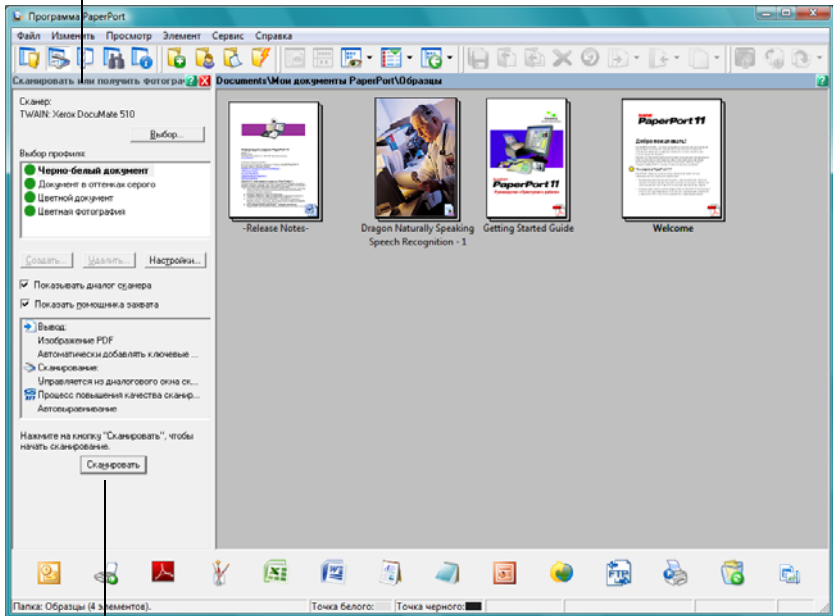 Программа PaperPort
Файл Изменить Просмотр Элемент Сервис Справка
Сканировать или получить фотогра
Documents\Мои документы PaperPort\Образцы
Сканер:
TWAIN: Xerox DocuMate 510
Выбор...
Выбор профиля:
Черно-белый документ
Документ в оттенках серого
Цветной документ
Цветная фотография
Создать... Удалить... Настройки...
Показывать диалог сканера
Показать помощника захвата
Вывод:
Изображение PDF
Автоматически добавлять ключевые ...
Сканирование:
Управляется из диалогового окна ск...
Процесс повышения качества сканир...
Автовыравнивание
Нажмите на кнопку "Сканировать", чтобы
начать сканирование.
Сканировать
PaperPort 11
PaperPort 11
Добро пожаловать!
-Release Notes-
Dragon Naturally Speaking
Speech Recognition - 1
Getting Started Guide
Welcome
FTP
Папка: Образцы (4 элементов).
Точка белого:
Точка черного: